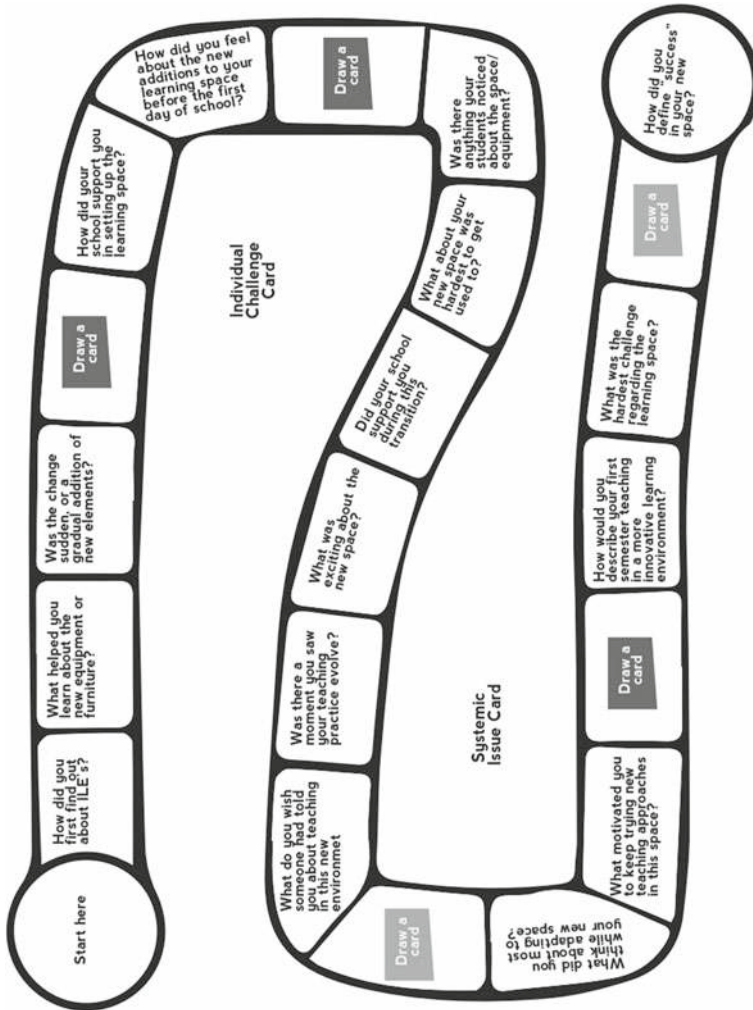 Start here
How did you
first find out
about ILE's?
What helped you
learn about the
new equipment or
furniture?
Was the change
sudden, or a
gradual addition of
new elements?
Draw a
card
How did your
school support you
in setting up the
learning space?
How did you feel
about the new
additions to your
learning space
before the first
day of school?
Draw a
card
Was there
anything your
students noticed
about the space/
equipment?
What about your
new space was
hardest to get
used to?
Did your school
support you
during this
transition?
What was
exciting about the
new space?
Was there a
moment you saw
your teaching
practice evolve?
What do you wish
someone had told
you about teaching
in this new
environmet
Draw a
card
What did you
think about most
while adapting to
your new space?
What motivated you
to keep trying new
teaching approaches
in this space?
Draw a
card
How would you
describe your first
semester teaching
in a more
innovative learnng
environment?
What was the
hardest challenge
regarding the
learning space?
Draw a
card
How did you
define "success"
in your new
space?
Individual
Challenge
Card
Systemic
Issue Card